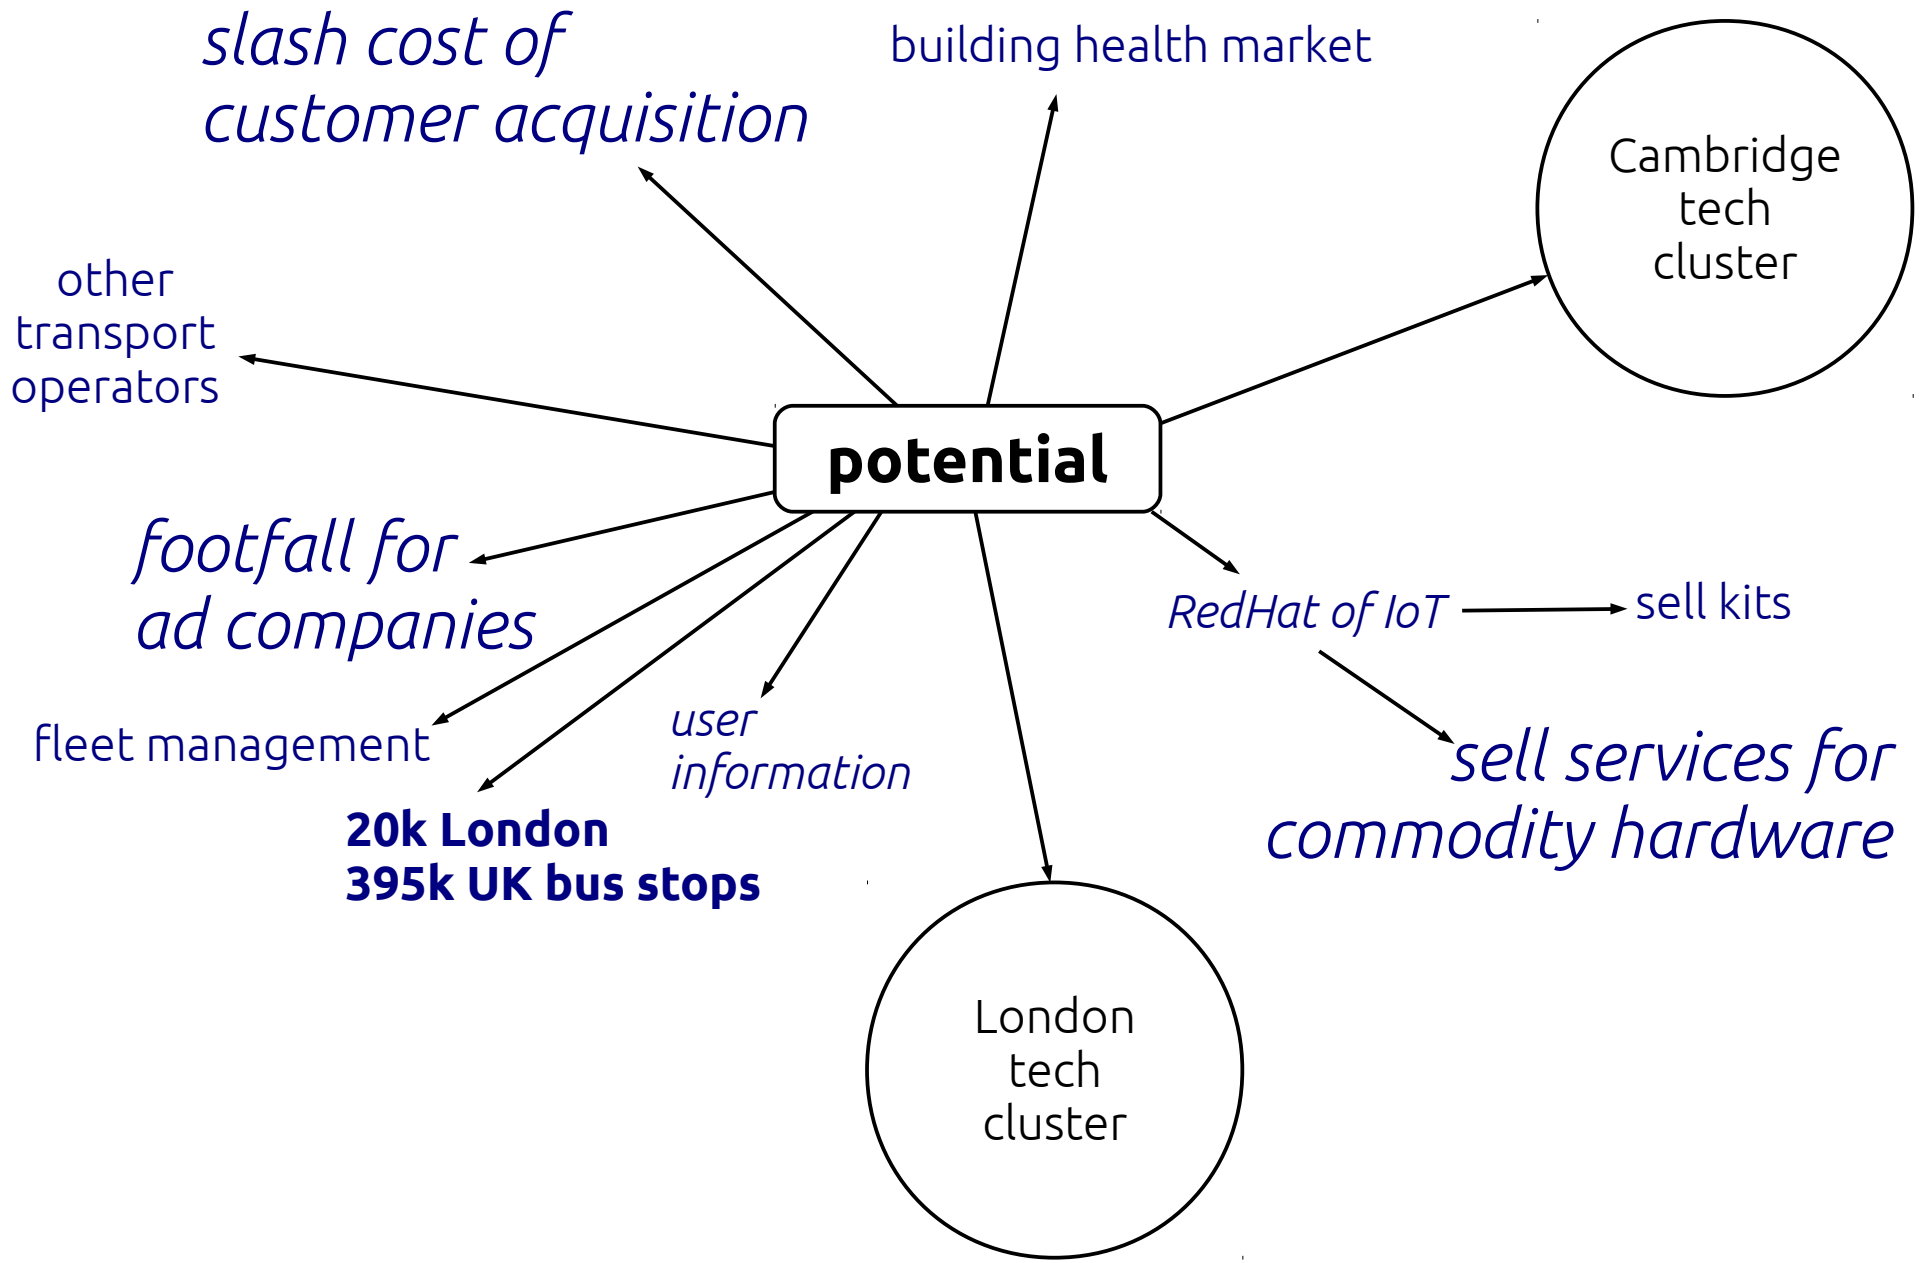 slash cost of
customer acquisition
building health market
Cambridge
tech
cluster
other
transport
operators
potential
footfall for
ad companies
RedHat of IoT
sell kits
fleet management
user
information
sell services for
commodity hardware
20k London
395k UK bus stops
London
tech
cluster